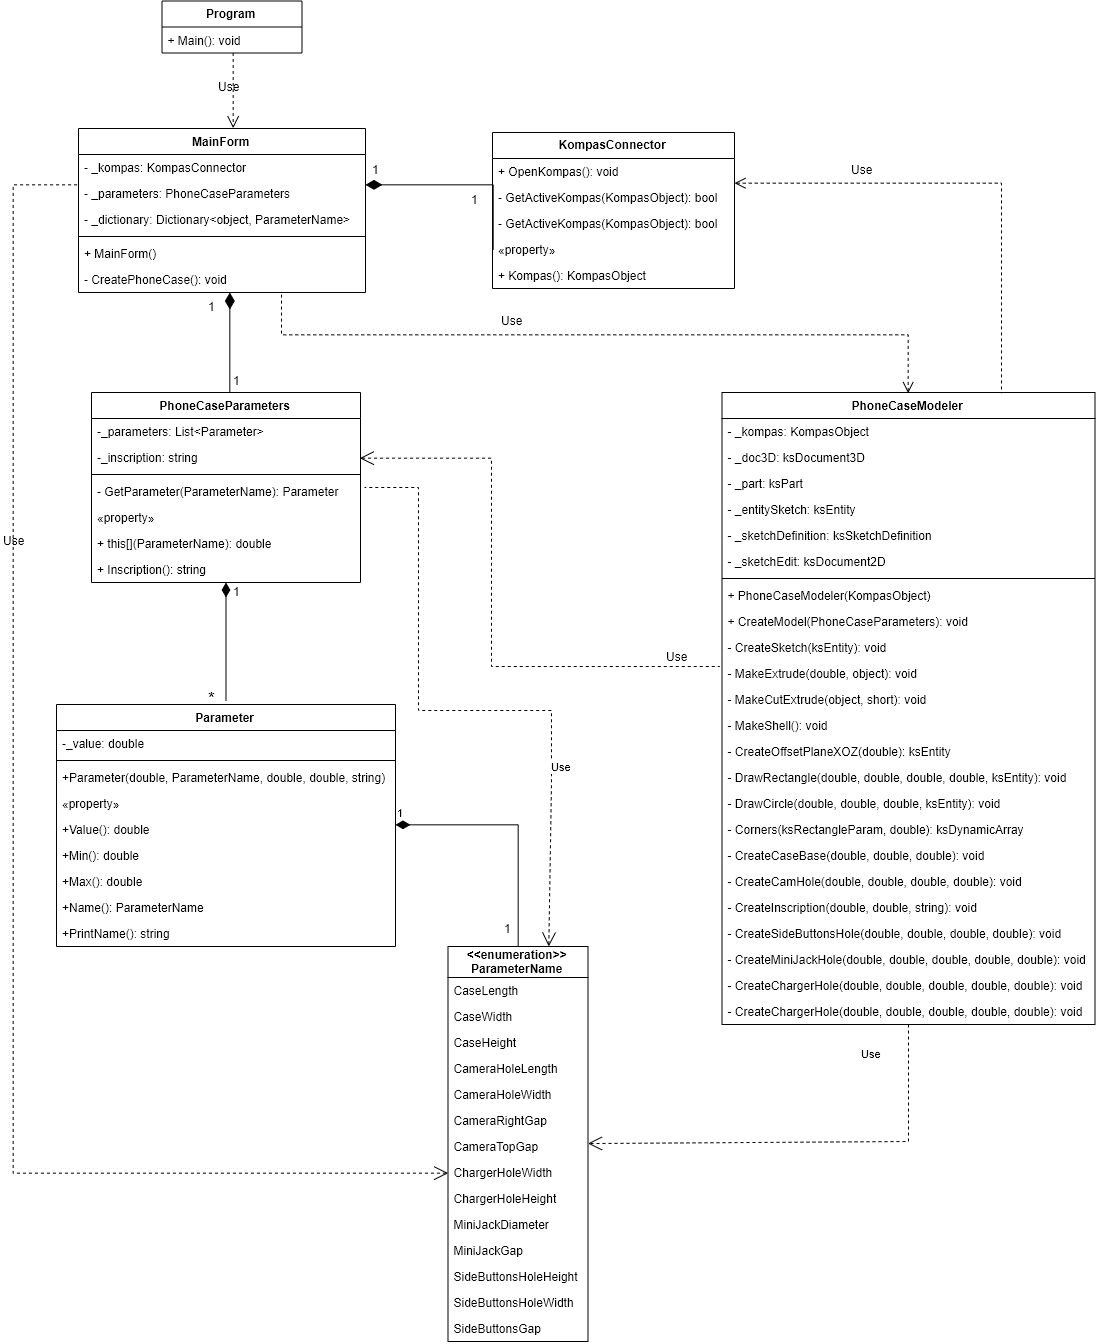 Program
+ Main(): void
Use
MainForm
- _kompas: KompasConnector
- _parameters: PhoneCaseParameters
- _dictionary: Dictionary<object, ParameterName>
+ MainForm()
- CreatePhoneCase(): void
1
1
KompasConnector
+ OpenKompas(): void
- GetActiveKompas(KompasObject): bool
- GetActiveKompas(KompasObject): bool
«property»
+ Kompas(): KompasObject
Use
Use
1
1
PhoneCaseParameters
-_parameters: List<Parameter>
-_inscription: string
- GetParameter(ParameterName): Parameter
«property»
+ this[](ParameterName): double
+ Inscription(): string
Use
1
*
Use
PhoneCaseModeler
- _kompas: KompasObject
- _doc3D: ksDocument3D
- _part: ksPart
- _entitySketch: ksEntity
- _sketchDefinition: ksSketchDefinition
- _sketchEdit: ksDocument2D
+ PhoneCaseModeler(KompasObject)
+ CreateModel(PhoneCaseParameters): void
- CreateSketch(ksEntity): void
- MakeExtrude(double, object): void
- MakeCutExtrude(object, short): void
- MakeShell(): void
- CreateOffsetPlaneXOZ(double): ksEntity
- DrawRectangle(double, double, double, double, ksEntity): void
- DrawCircle(double, double, double, ksEntity): void
- Corners(ksRectangleParam, double): ksDynamicArray
- CreateCaseBase(double, double, double): void
- CreateCamHole(double, double, double, double): void
- CreateInscription(double, double, string): void
- CreateSideButtonsHole(double, double, double, double): void
- CreateMiniJackHole(double, double, double, double, double): void
- CreateChargerHole(double, double, double, double, double): void
- CreateChargerHole(double, double, double, double, double): void
Parameter
-_value: double
+Parameter(double, ParameterName, double, double, string)
«property»
+Value(): double
+Min(): double
+Max(): double
+Name(): ParameterName
+PrintName(): string
Use
1
1
Use
<<enumeration>>
ParameterName
CaseLength
CaseWidth
CaseHeight
CameraHoleLength
CameraHoleWidth
CameraRightGap
CameraTopGap
ChargerHoleWidth
ChargerHoleHeight
MiniJackDiameter
MiniJackGap
SideButtonsHoleHeight
SideButtonsHoleWidth
SideButtonsGap